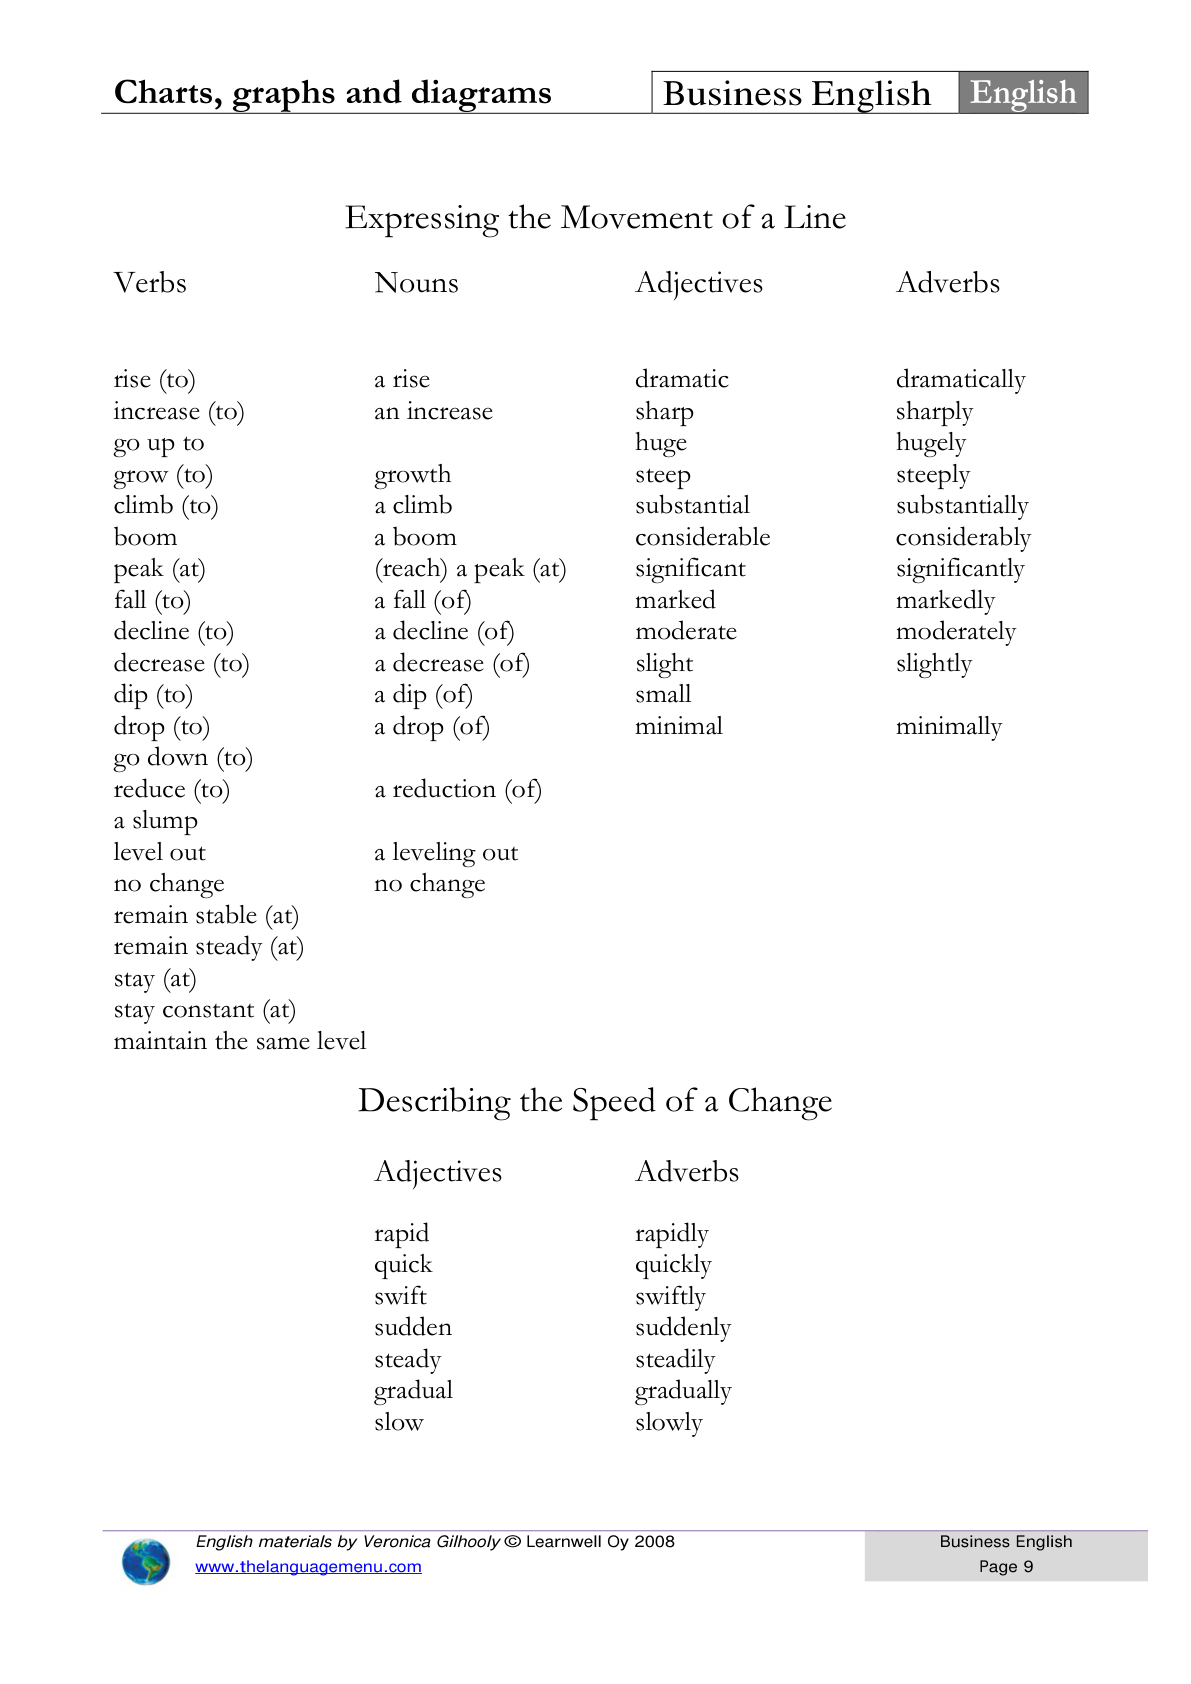 Charts, graphs and diagrams Business English English
Expressing the Movement of a Line
Verbs Nouns Adjectives Adverbs
rise (to) a rise dramatic dramatically
increase (to) an increase sharp sharply
go up to huge hugely
grow (to) growth steep steeply
climb (to) a climb substantial substantially
boom a boom considerable considerably
peak (at) (reach) a peak (at) significant significantly
fall (to) a fall (of) marked markedly
decline (to) a decline (of) moderate moderately
decrease (to) a decrease (of) slight slightly
dip (to) a dip (of) small
drop (to) a drop (of) minimal minimally
go down (to)
reduce (to) a reduction (of)
a slump
level out a leveling out
no change no change
remain stable (at)
remain steady (at)
stay (at)
stay constant (at)
maintain the same level
Describing the Speed of a Change
Adjectives Adverbs
rapid rapidly
quick quickly
swift swiftly
sudden suddenly
steady steadily
gradual gradually
slow slowly
English materials by Veronica Gilhooly © Learnwell Oy 2008 Business English
www.thelanguagemenu.com Page 9